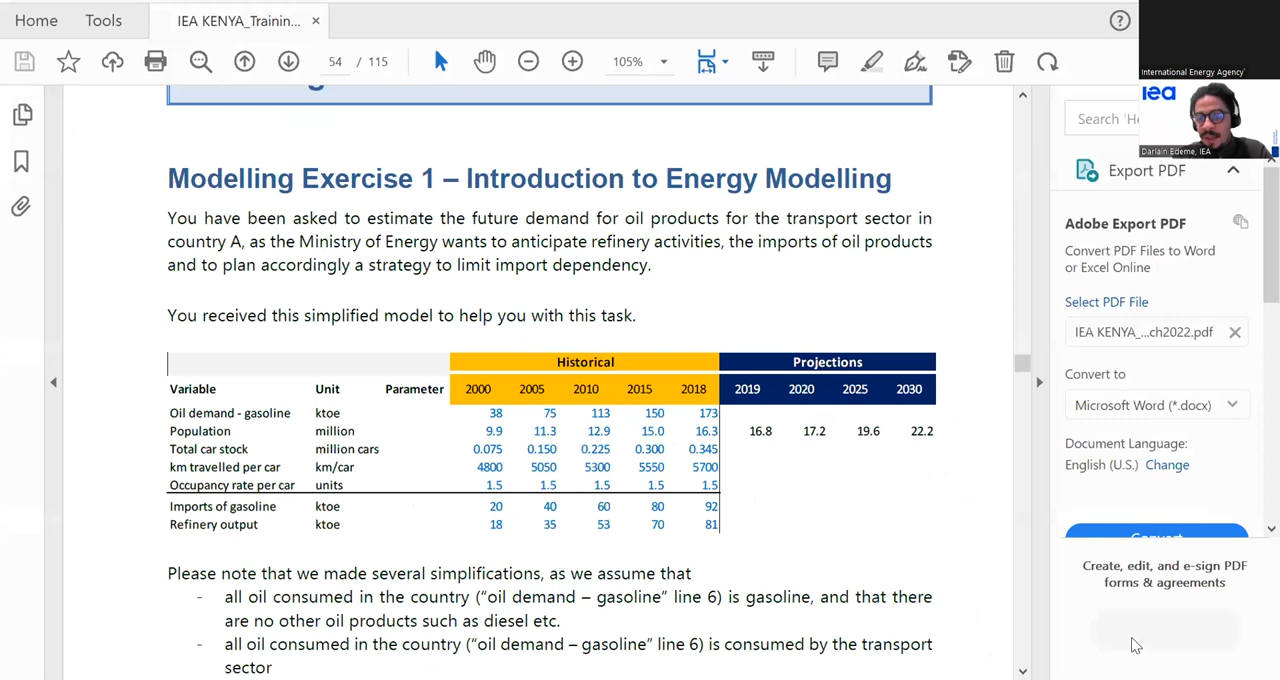 Home Tools IEA KENYA_Trainin... ×
54 / 115 105%
International Energy Agency
iea
Search 'He
Darlain Edeme, IEA
Export PDF
Adobe Export PDF
Convert PDF Files to Word
or Excel Online
Select PDF File
IEA KENYA_...ch2022.pdf
Convert to
Microsoft Word (*.docx)
Document Language:
English (U.S.) Change
Create, edit, and e-sign PDF
forms & agreements
Modelling Exercise 1 – Introduction to Energy Modelling
You have been asked to estimate the future demand for oil products for the transport sector in
country A, as the Ministry of Energy wants to anticipate refinery activities, the imports of oil products
and to plan accordingly a strategy to limit import dependency.
You received this simplified model to help you with this task.
Historical Projections
Variable Unit Parameter 2000 2005 2010 2015 2018 2019 2020 2025 2030
Oil demand - gasoline ktoe 38 75 113 150 173
Population million 9.9 11.3 12.9 15.0 16.3 16.8 17.2 19.6 22.2
Total car stock million cars 0.075 0.150 0.225 0.300 0.345
km travelled per car km/car 4800 5050 5300 5550 5700
Occupancy rate per car units 1.5 1.5 1.5 1.5 1.5
Imports of gasoline ktoe 20 40 60 80 92
Refinery output ktoe 18 35 53 70 81
Please note that we made several simplifications, as we assume that
- all oil consumed in the country (“oil demand – gasoline” line 6) is gasoline, and that there
are no other oil products such as diesel etc.
- all oil consumed in the country (“oil demand – gasoline” line 6) is consumed by the transport
sector